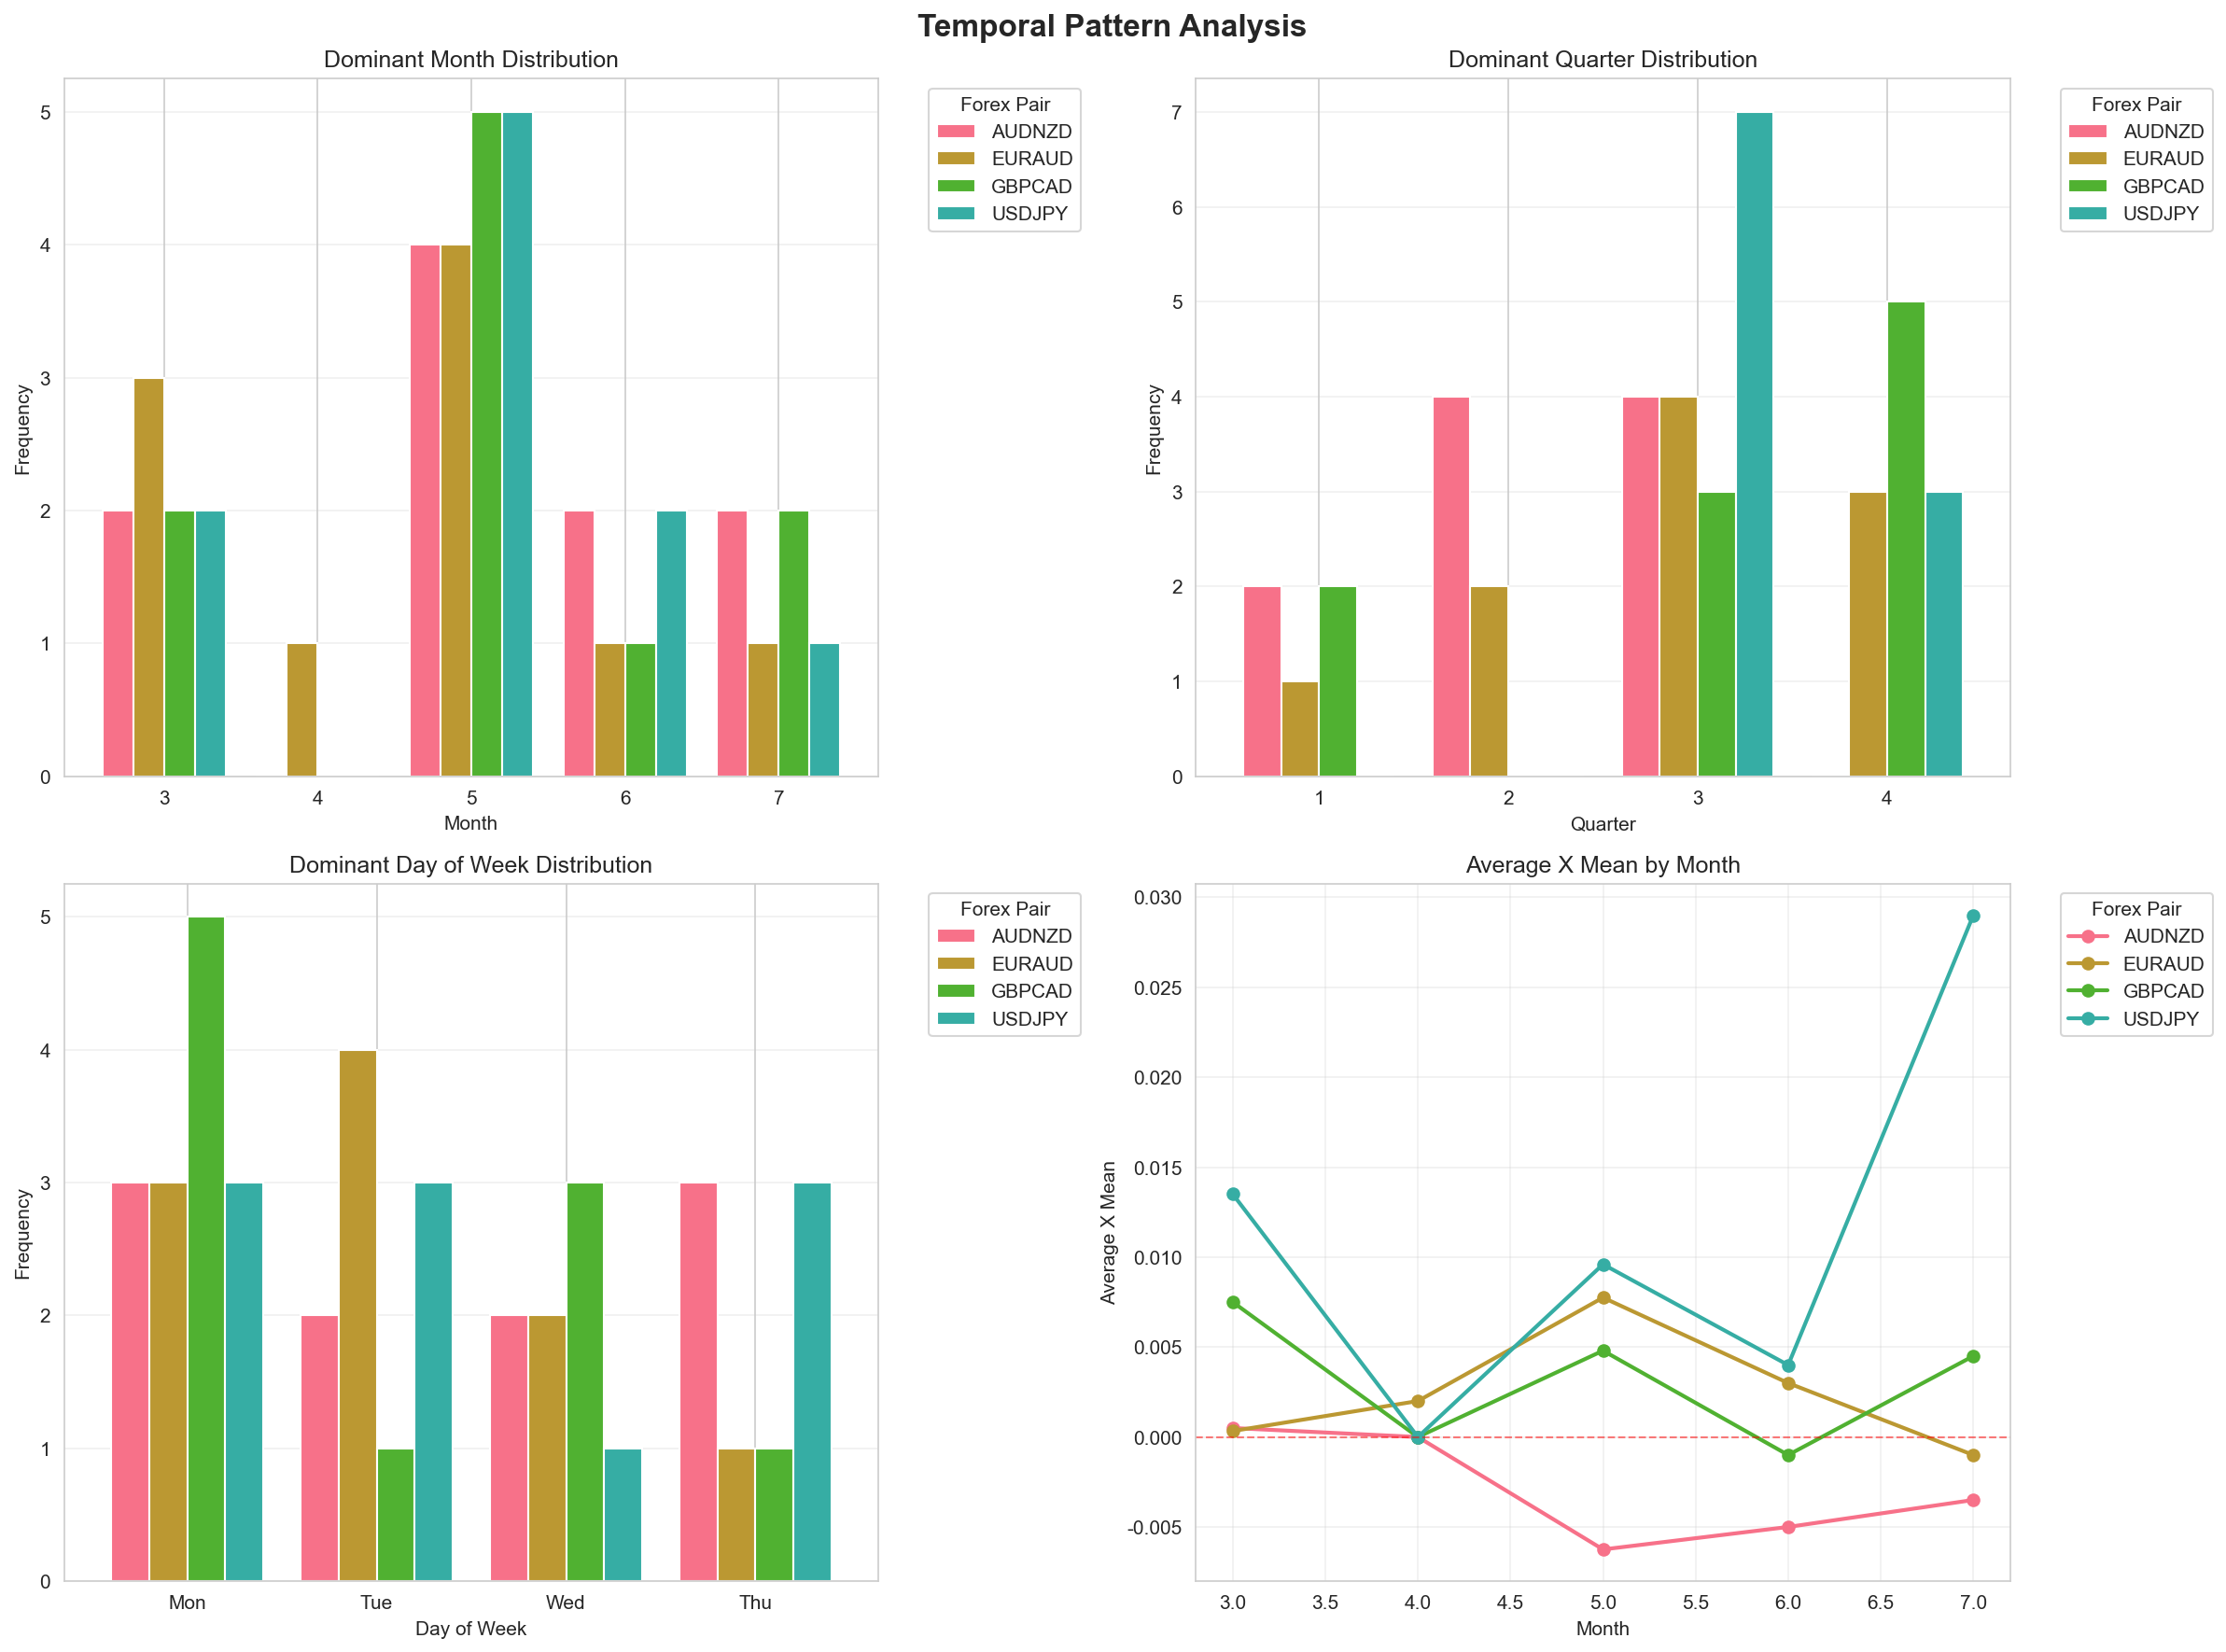 Temporal Pattern Analysis
Dominant Month Distribution
5
4
3
2
1
0
Frequency
3 4 5 6 7
Month
Forex Pair
AUDNZD
EURAUD
GBPCAD
USDJPY
Dominant Quarter Distribution
7
6
5
4
3
2
1
0
Frequency
1 2 3 4
Quarter
Forex Pair
AUDNZD
EURAUD
GBPCAD
USDJPY
Dominant Day of Week Distribution
5
4
3
2
1
0
Frequency
Mon Tue Wed Thu
Day of Week
Forex Pair
AUDNZD
EURAUD
GBPCAD
USDJPY
Average X Mean by Month
0.030
0.025
0.020
0.015
0.010
0.005
0.000
-0.005
Average X Mean
3.0 3.5 4.0 4.5 5.0 5.5 6.0 6.5 7.0
Month
Forex Pair
AUDNZD
EURAUD
GBPCAD
USDJPY